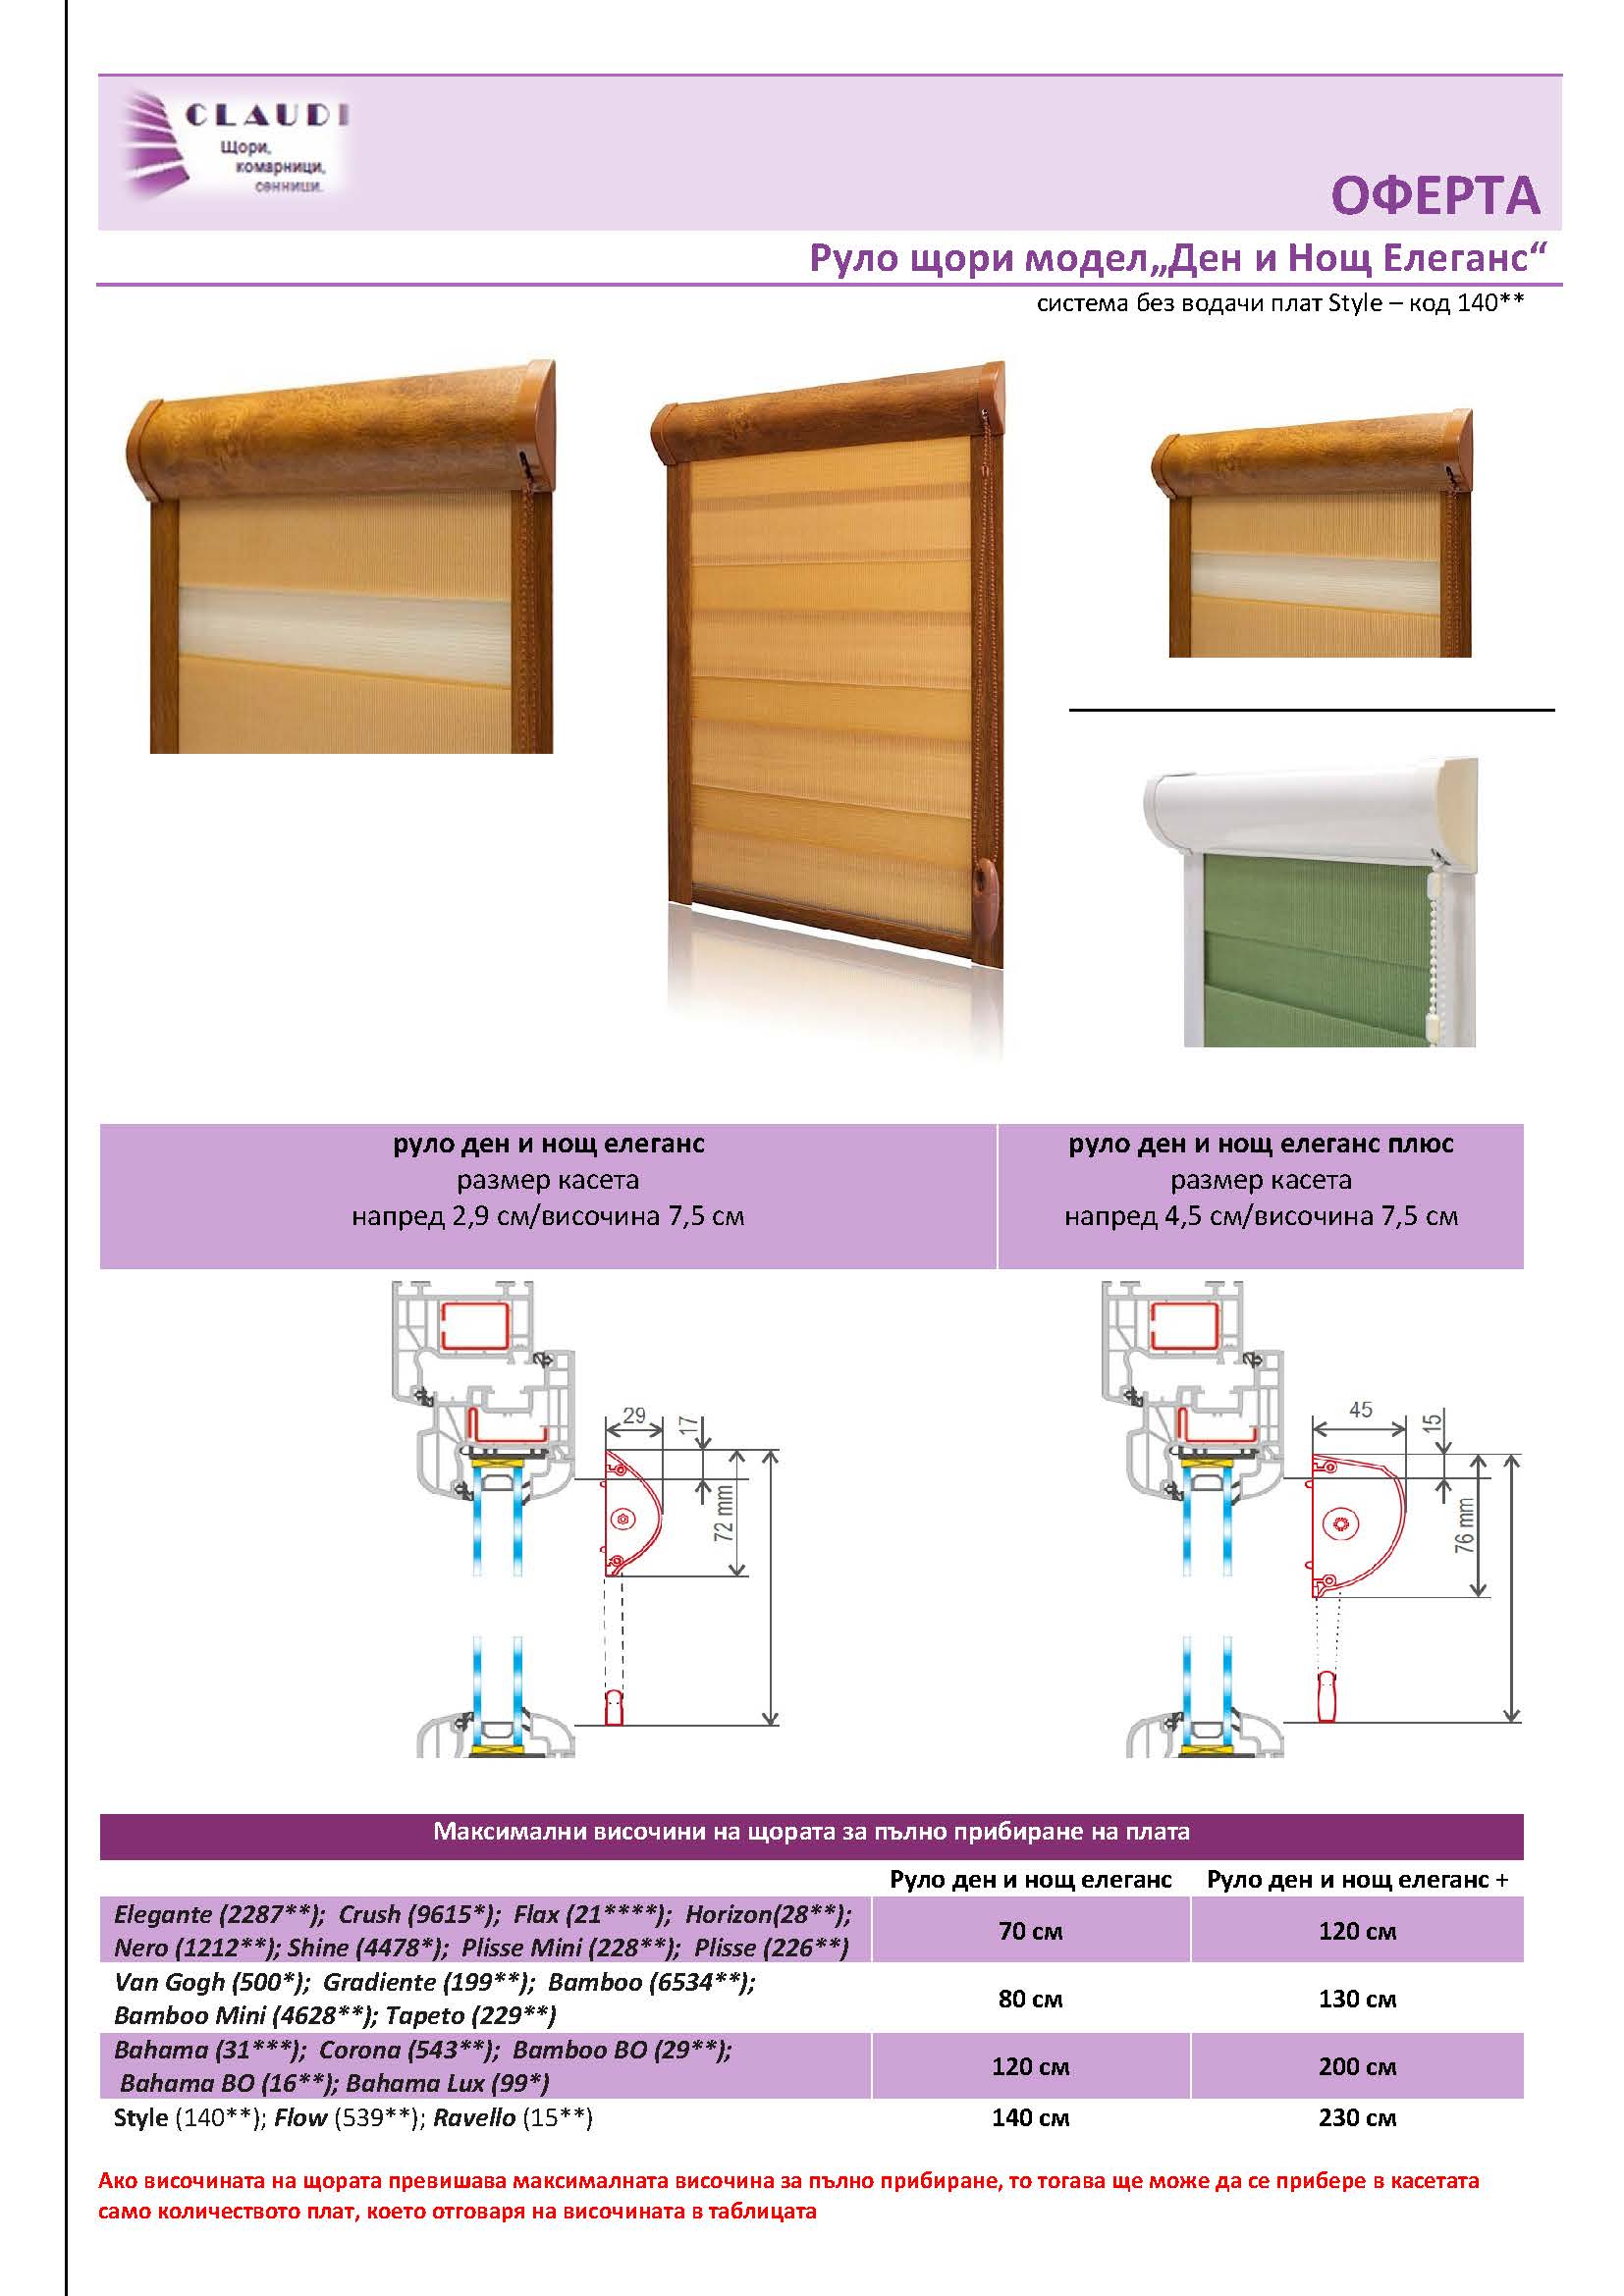 CLAUDI
Щори,
комарници,
сенници.
ОФЕРТА
Руло щори модел„Ден и Нощ Елеганс“
система без водачи плат Style – код 140**
руло ден и нощ елеганс
размер касета
напред 2,9 см/височина 7,5 см
руло ден и нощ елеганс плюс
размер касета
напред 4,5 см/височина 7,5 см
29
17
72 mm
45
15
76 mm
Максимални височини на щората за пълно прибиране на плата
Руло ден и нощ елеганс
Руло ден и нощ елеганс +
Elegante (2287**); Crush (9615*); Flax (21****); Horizon(28**);
Nero (1212**); Shine (4478*); Plisse Mini (228**); Plisse (226**)
70 см
120 см
Van Gogh (500*); Gradiente (199**); Bamboo (6534**);
Bamboo Mini (4628**); Tapeto (229**)
80 см
130 см
Bahama (31***); Corona (543**); Bamboo BO (29**);
Bahama BO (16**); Bahama Lux (99*)
120 см
200 см
Style (140**); Flow (539**); Ravello (15**)
140 см
230 см
Ако височината на щората превишава максималната височина за пълно прибиране, то тогава ще може да се прибере в касетата
само количеството плат, което отговаря на височината в таблицата